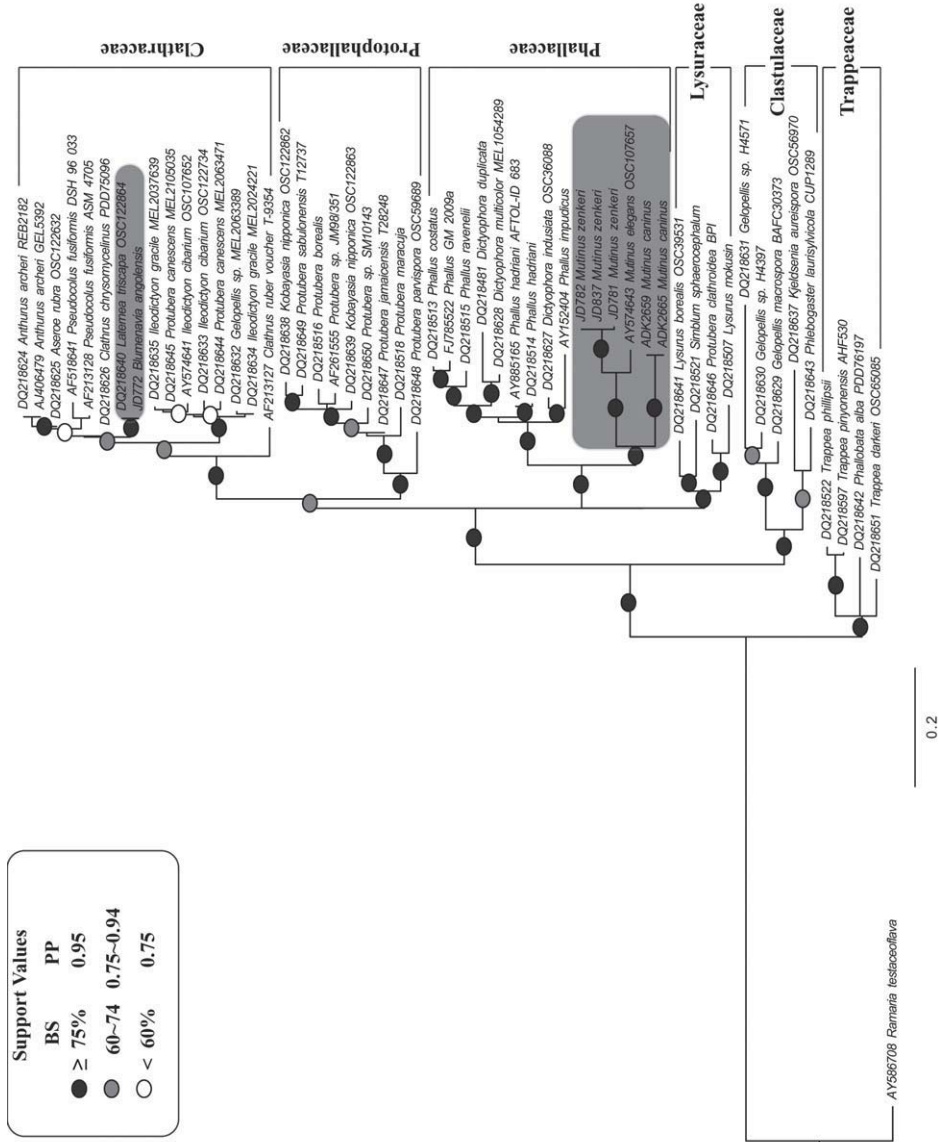 Support Values
BS PP
≥ 75% 0.95
60~74 0.75~0.94
< 60% 0.75
DQ218624 Anthurus archeri REB2182
AJ406479 Anthurus archeri GEL5392
DQ218625 Aseroe rubra OSC122632
AF518641 Pseudocolus fusiformis DSH 96 033
AF213128 Pseudocolus fusiformis ASM 4705
DQ218626 Clathrus chrysomycelinus PDD75096
DQ218640 Laternea triscapa OSC122864
JD772 Blumenavia angolensis
DQ218635 Ileodictyon gracile MEL2037639
DQ218645 Protubera canescens MEL2105035
AY574641 Ileodictyon cibarium OSC107652
DQ218633 Ileodictyon cibarium OSC122734
DQ218644 Protubera canescens MEL2063471
DQ218632 Gelopellis sp. MEL2063389
DQ218634 Ileodictyon gracile MEL2024221
AF213127 Clathrus ruber voucher T-9354
Clathraceae
DQ218638 Kobayasia nipponica OSC122862
DQ218649 Protubera sabulonensis T12737
DQ218516 Protubera borealis
AF261555 Protubera sp. JM98/351
DQ218639 Kobayasia nipponica OSC122863
DQ218650 Protubera sp. SM10143
DQ218647 Protubera jamaicensis T28248
DQ218518 Protubera maracuja
DQ218648 Protubera parvispora OSC59689
Protophallaceae
DQ218513 Phallus costatus
FJ785522 Phallus GM 2009a
DQ218515 Phallus ravenelii
DQ218481 Dictyophora duplicata
DQ218628 Dictyophora multicolor MEL1054289
AY885165 Phallus hadriani AFTOL-ID 683
DQ218514 Phallus hadriani
DQ218627 Dictyophora indusiata OSC36088
AY152404 Phallus impudicus
JD782 Mutinus zenkeri
JD837 Mutinus zenkeri
JD781 Mutinus zenkeri
AY574643 Mutinus elegans OSC107657
ADK2659 Mutinus caninus
ADK2665 Mutinus caninus
Phallaceae
DQ218641 Lysurus borealis OSC39531
DQ218521 Simblum sphaerocephalum
DQ218646 Protubera clathroidea BPI
DQ218507 Lysurus mokusin
Lysuraceae
DQ218631 Gelopellis sp. H4571
DQ218630 Gelopellis sp. H4397
DQ218629 Gelopellis macrospora BAFC30373
DQ218637 Kjeldsenia aureispora OSC56970
DQ218643 Phlebogaster laurisylvicola CUP1289
Clastulaceae
DQ218522 Trappea phillipsii
DQ218597 Trappea pinyonensis AHF530
DQ218642 Phallobata alba PDD76197
DQ218651 Trappea darkeri OSC65085
Trappeaceae
AY586708 Ramaria testaceoflava
0.2